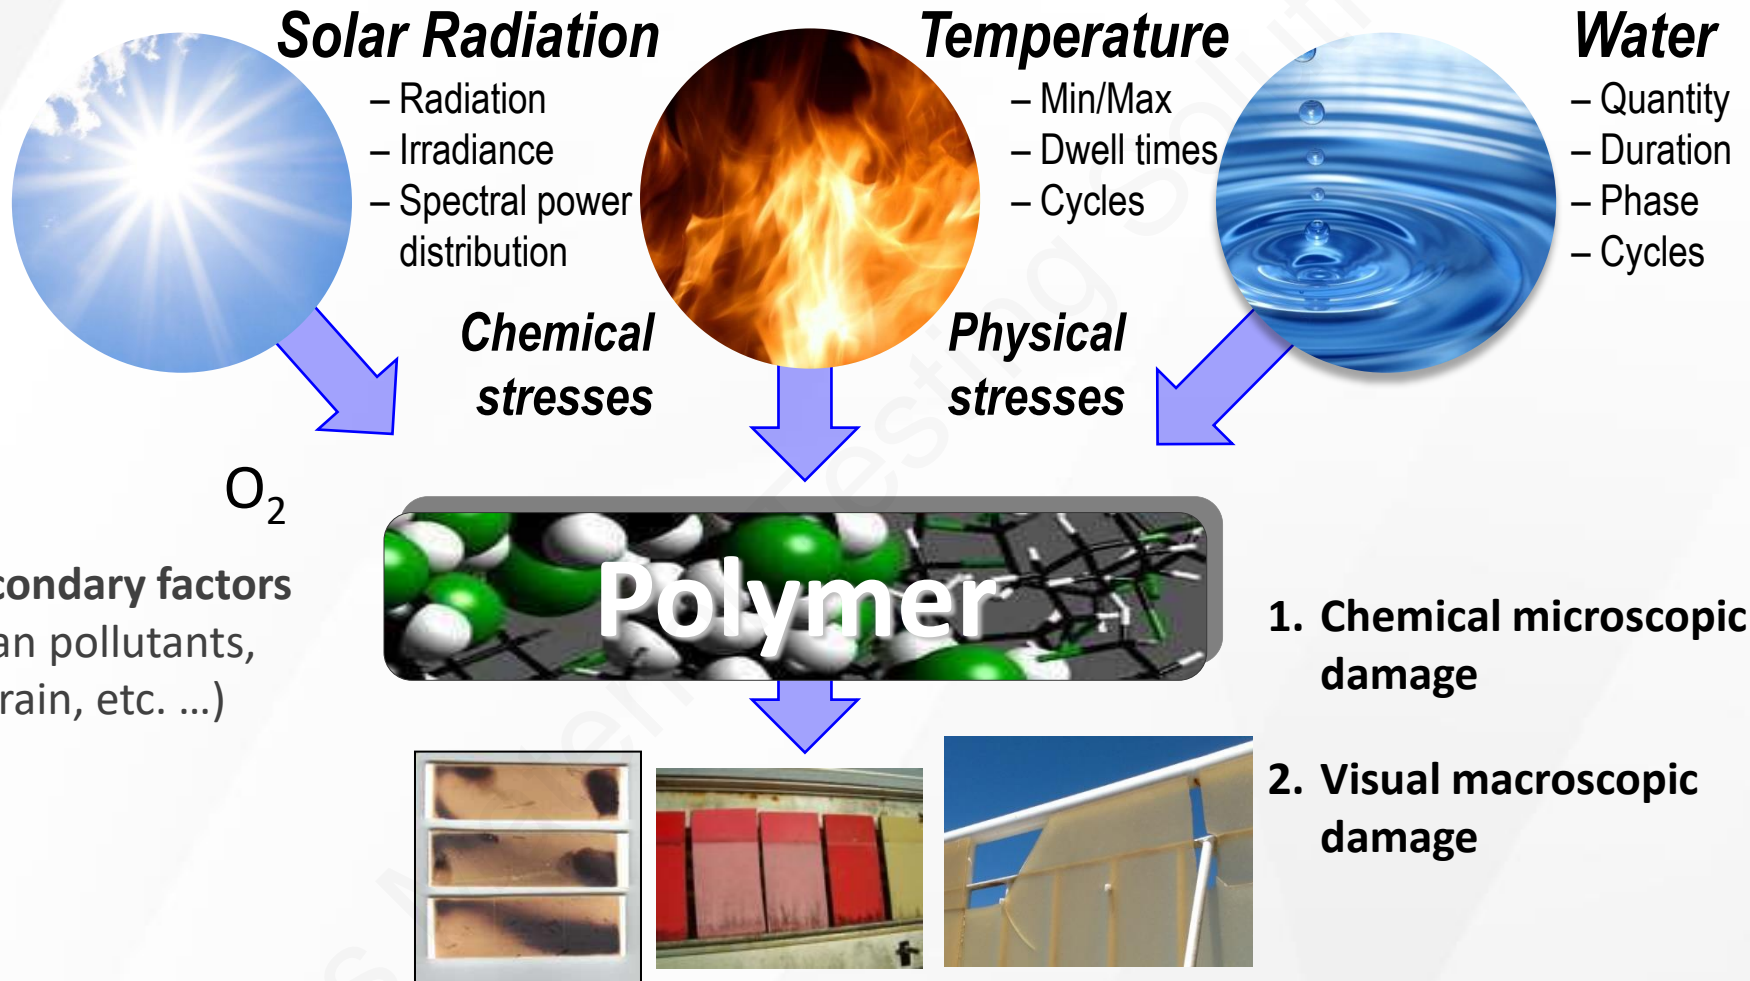 Solar Radiation
– Radiation
– Irradiance
– Spectral power
distribution
Temperature
– Min/Max
– Dwell times
– Cycles
Water
– Quantity
– Duration
– Phase
– Cycles
Chemical
stresses
Physical
stresses
O₂
condary factors
an pollutants,
rain, etc. ...)
Polymer
1. Chemical microscopic
damage
2. Visual macroscopic
damage